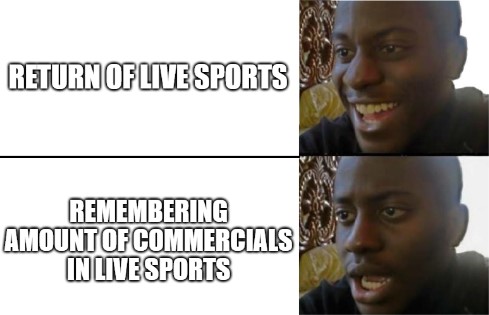 RETURN OF LIVE SPORTS
REMEMBERING
AMOUNT OF COMMERCIALS
IN LIVE SPORTS